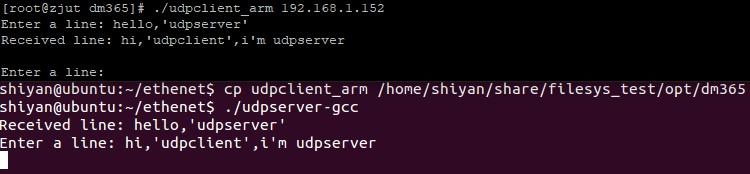 [root@zjut dm365]# ./udpclient_arm 192.168.1.152
Enter a line: hello,'udpserver'
Received line: hi,'udpclient',i'm udpserver
Enter a line:
shiyan@ubuntu:~/ethenet$ cp udpclient_arm /home/shiyan/share/filesys_test/opt/dm365
shiyan@ubuntu:~/ethenet$ ./udpserver-gcc
Received line: hello,'udpserver'
Enter a line: hi,'udpclient',i'm udpserver